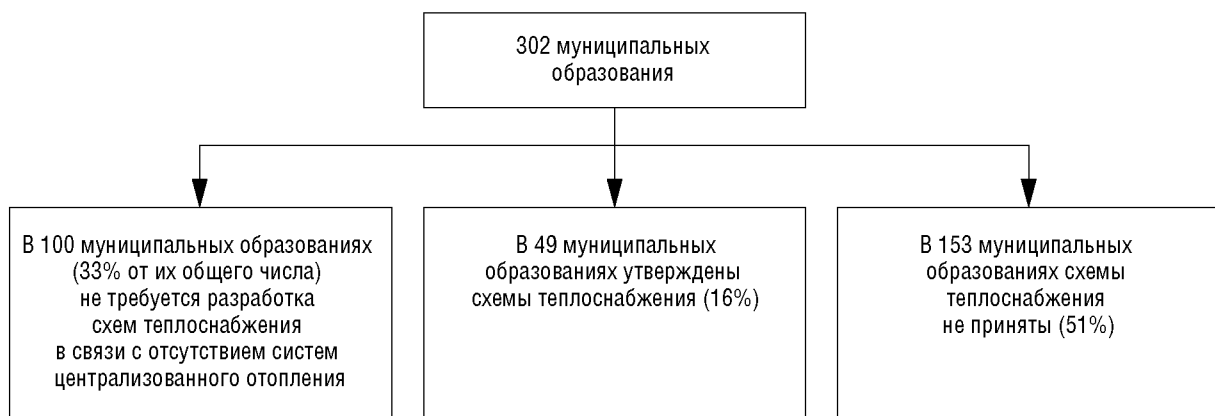 302 муниципальных
образования
В 100 муниципальных образованиях
(33% от их общего числа)
не требуется разработка
схем теплоснабжения
в связи с отсутствием систем
централизованного отопления
В 49 муниципальных
образованиях утверждены
схемы теплоснабжения (16%)
В 153 муниципальных
образованиях схемы
теплоснабжения
не приняты (51%)